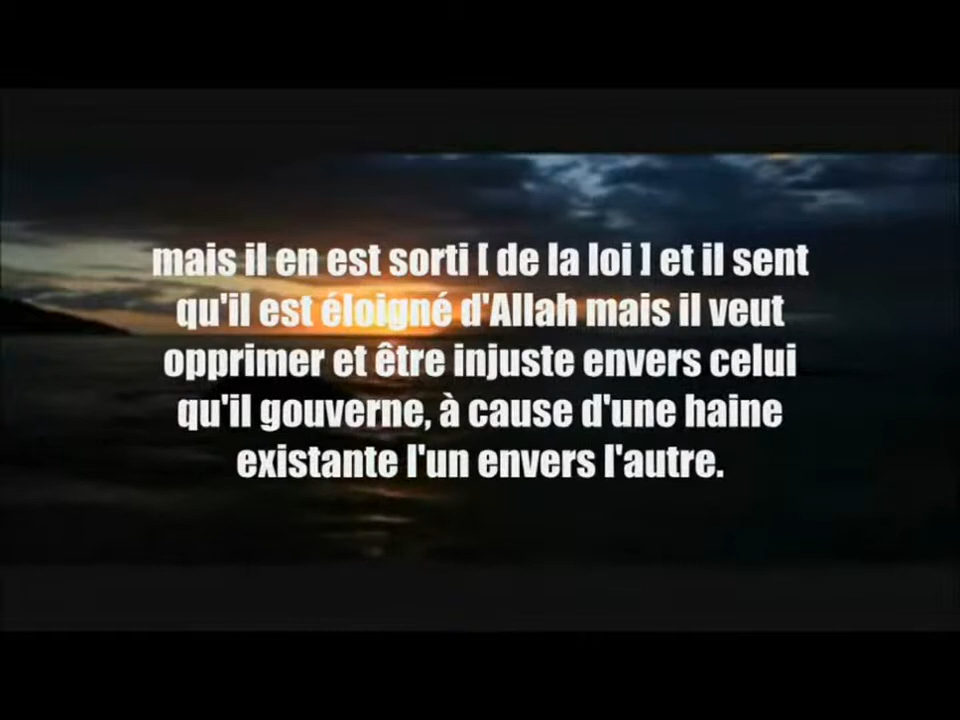 mais il en est sorti [ de la loi ] et il sent
qu'il est éloigné d'Allah mais il veut
opprimer et être injuste envers celui
qu'il gouverne, à cause d'une haine
existante l'un envers l'autre.